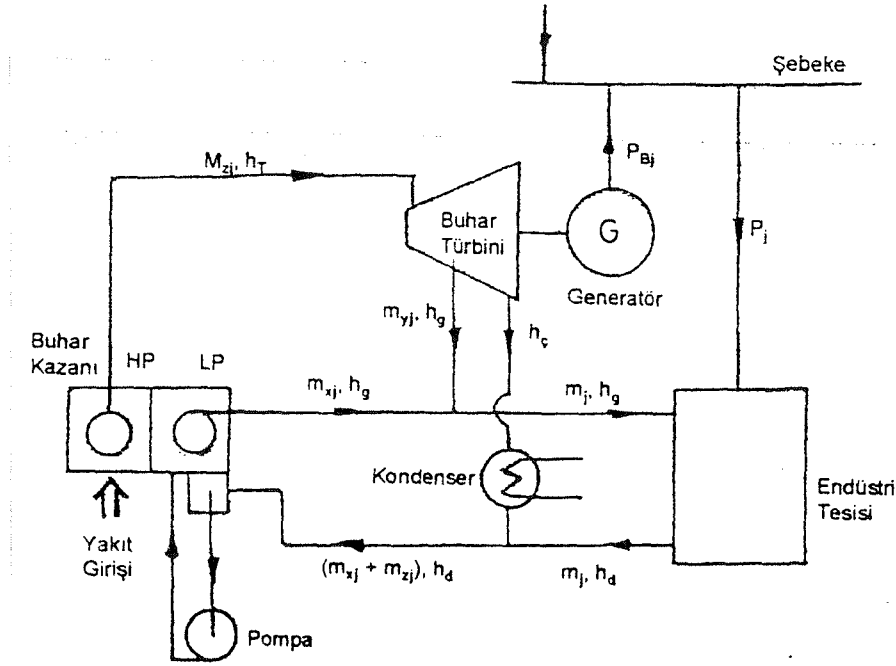 Şebeke
M_zj, h_T
P_Bj
Buhar
Türbini
G
P_j
Generatör
m_yj, h_g
h_ç
Buhar
Kazanı
HP
LP
m_xj, h_g
m_j, h_g
Kondenser
Endüstri
Tesisi
Yakıt
Girişi
(m_xj + m_zj), h_d
m_j, h_d
Pompa